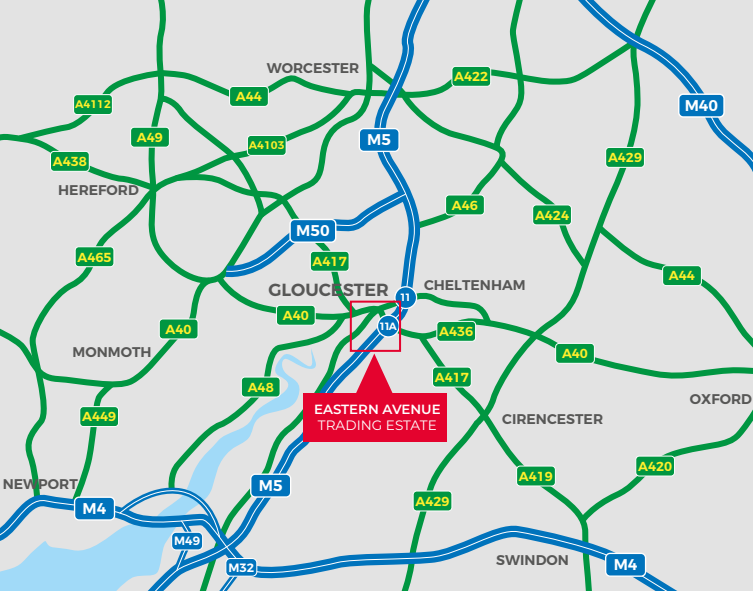 WORCESTER
A422
A44
A4112
M40
A49
M5
A4103
A438
A429
HEREFORD
A46
A424
M50
A465
A417
A44
GLOUCESTER
CHELTENHAM
11
A40
A40
11A
A436
MONMOTH
A40
A48
A417
OXFORD
EASTERN AVENUE
TRADING ESTATE
A449
CIRENCESTER
A420
A419
NEWPORT
M5
A429
M4
M49
SWINDON
M32
M4